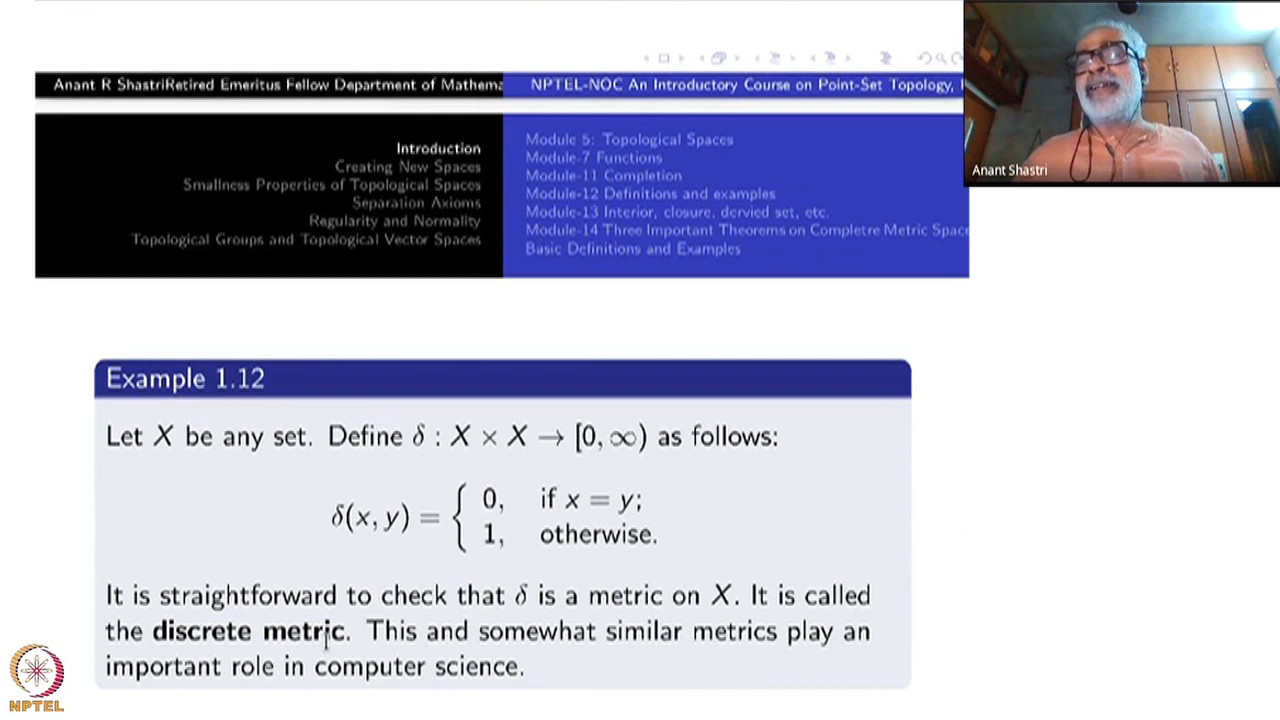 Anant R ShastriRetired Emeritus Fellow Department of Mathema
NPTEL-NOC An Introductory Course on Point-Set Topology,
Introduction
Creating New Spaces
Smallness Properties of Topological Spaces
Separation Axioms
Regularity and Normality
Topological Groups and Topological Vector Spaces
Module 5: Topological Spaces
Module-7 Functions
Module-11 Completion
Module-12 Definitions and examples
Module-13 Interior, closure, dervied set, etc.
Module-14 Three Important Theorems on Completre Metric Space
Basic Definitions and Examples
Anant Shastri
Example 1.12
Let X be any set. Define δ : X × X → [0, ∞) as follows:
δ(x, y) = { 0, if x = y;
1, otherwise.
It is straightforward to check that δ is a metric on X. It is called
the discrete metric. This and somewhat similar metrics play an
important role in computer science.
NPTEL